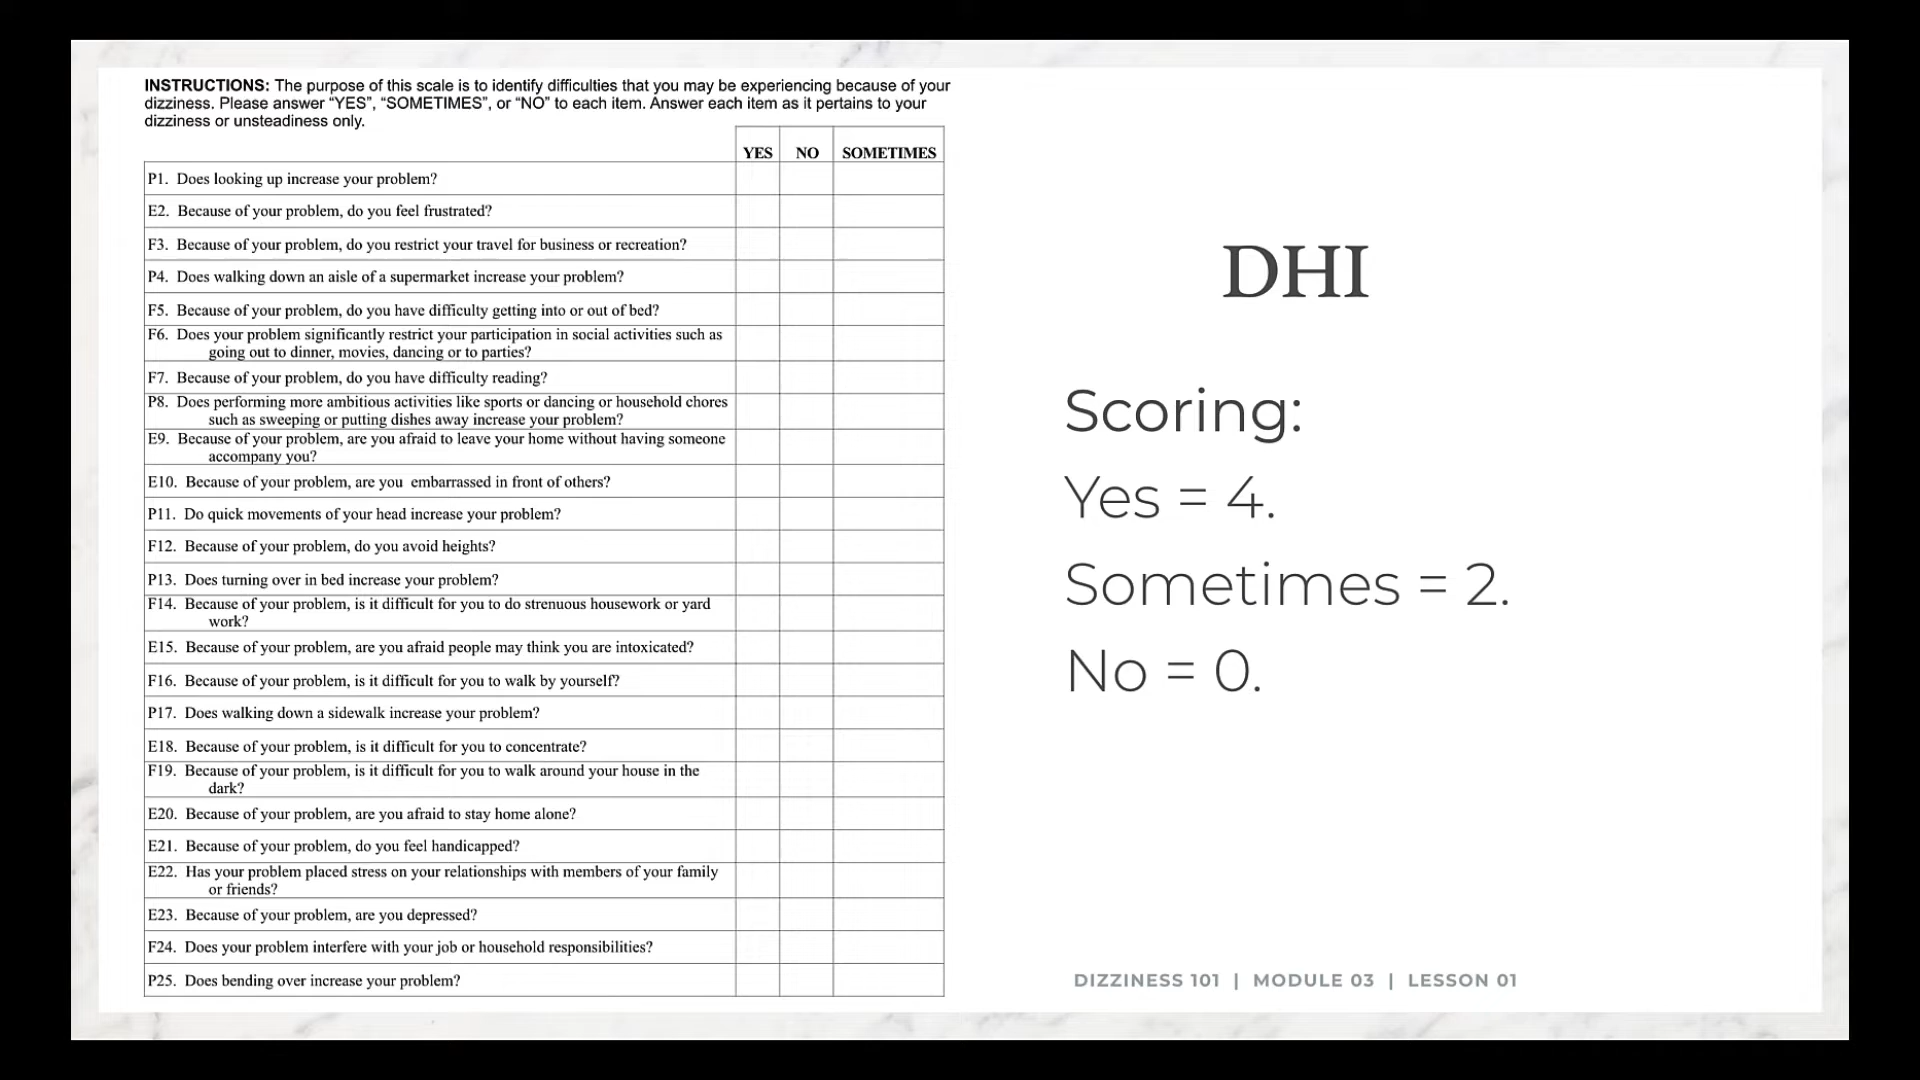 INSTRUCTIONS: The purpose of this scale is to identify difficulties that you may be experiencing because of your
dizziness. Please answer “YES”, “SOMETIMES”, or “NO” to each item. Answer each item as it pertains to your
dizziness or unsteadiness only.
YES NO SOMETIMES
P1. Does looking up increase your problem?
E2. Because of your problem, do you feel frustrated?
F3. Because of your problem, do you restrict your travel for business or recreation?
P4. Does walking down an aisle of a supermarket increase your problem?
F5. Because of your problem, do you have difficulty getting into or out of bed?
F6. Does your problem significantly restrict your participation in social activities such as
going out to dinner, movies, dancing or to parties?
F7. Because of your problem, do you have difficulty reading?
P8. Does performing more ambitious activities like sports or dancing or household chores
such as sweeping or putting dishes away increase your problem?
E9. Because of your problem, are you afraid to leave your home without having someone
accompany you?
E10. Because of your problem, are you embarrassed in front of others?
P11. Do quick movements of your head increase your problem?
F12. Because of your problem, do you avoid heights?
P13. Does turning over in bed increase your problem?
F14. Because of your problem, is it difficult for you to do strenuous housework or yard
work?
E15. Because of your problem, are you afraid people may think you are intoxicated?
F16. Because of your problem, is it difficult for you to walk by yourself?
P17. Does walking down a sidewalk increase your problem?
E18. Because of your problem, is it difficult for you to concentrate?
F19. Because of your problem, is it difficult for you to walk around your house in the
dark?
E20. Because of your problem, are you afraid to stay home alone?
E21. Because of your problem, do you feel handicapped?
E22. Has your problem placed stress on your relationships with members of your family
or friends?
E23. Because of your problem, are you depressed?
F24. Does your problem interfere with your job or household responsibilities?
P25. Does bending over increase your problem?
DHI
Scoring:
Yes = 4.
Sometimes = 2.
No = 0.
DIZZINESS 101 | MODULE 03 | LESSON 01